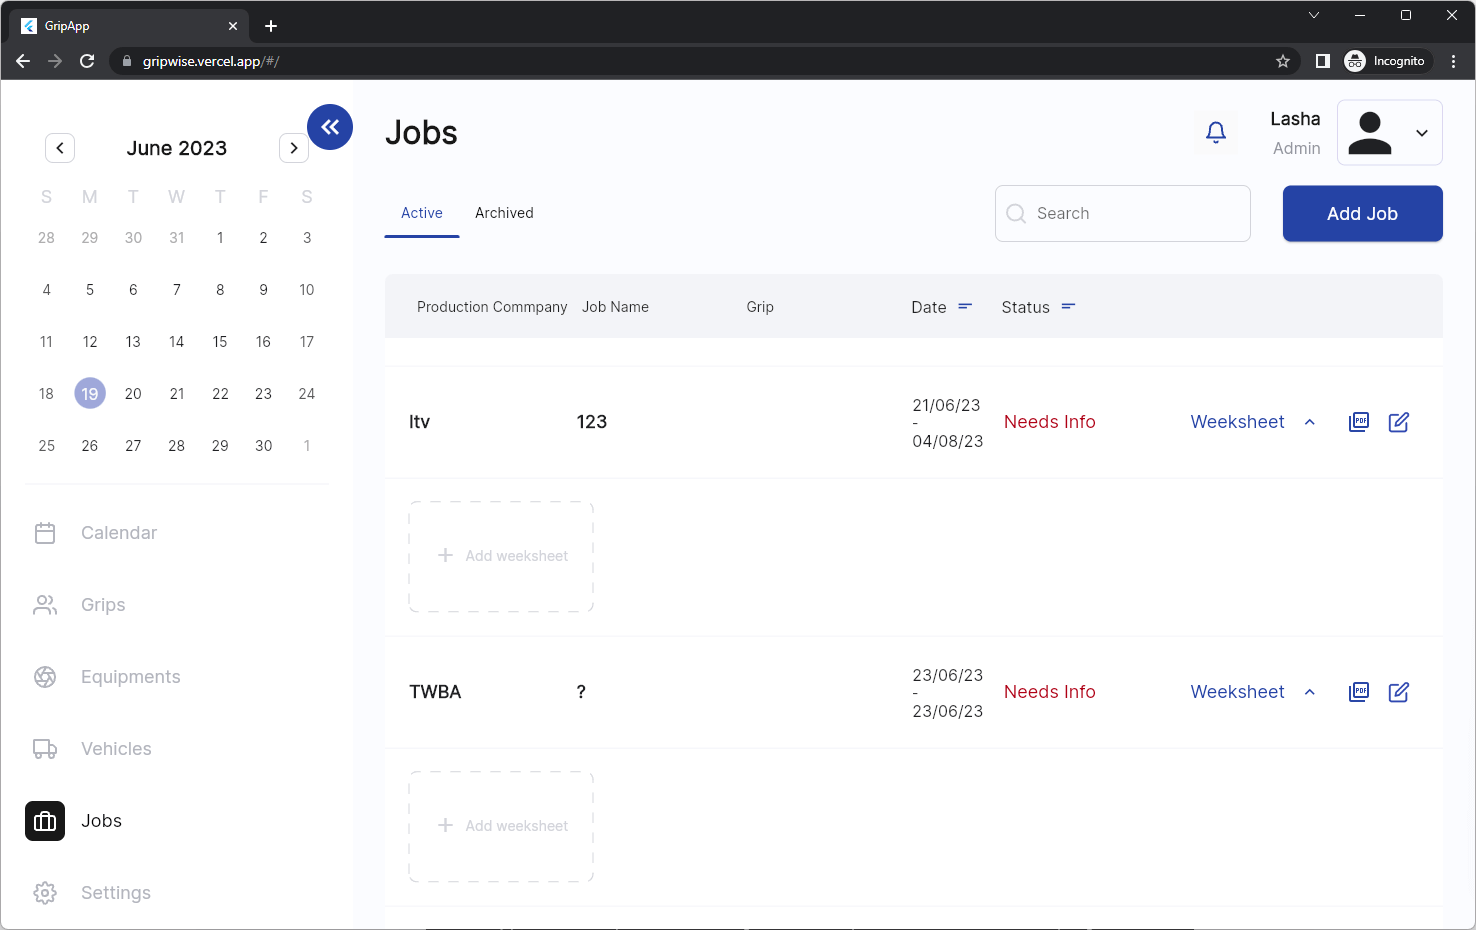 GripApp
gripwise.vercel.app/#/
Incognito
June 2023
S M T W T F S
28 29 30 31 1 2 3
4 5 6 7 8 9 10
11 12 13 14 15 16 17
18 19 20 21 22 23 24
25 26 27 28 29 30 1
Calendar
Grips
Equipments
Vehicles
Jobs
Settings
Jobs
Lasha
Admin
Active Archived
Search
Add Job
Production Commpany Job Name Grip Date Status
Itv 123 21/06/23 - 04/08/23 Needs Info Weeksheet PDF
+ Add weeksheet
TWBA ? 23/06/23 - 23/06/23 Needs Info Weeksheet PDF
+ Add weeksheet